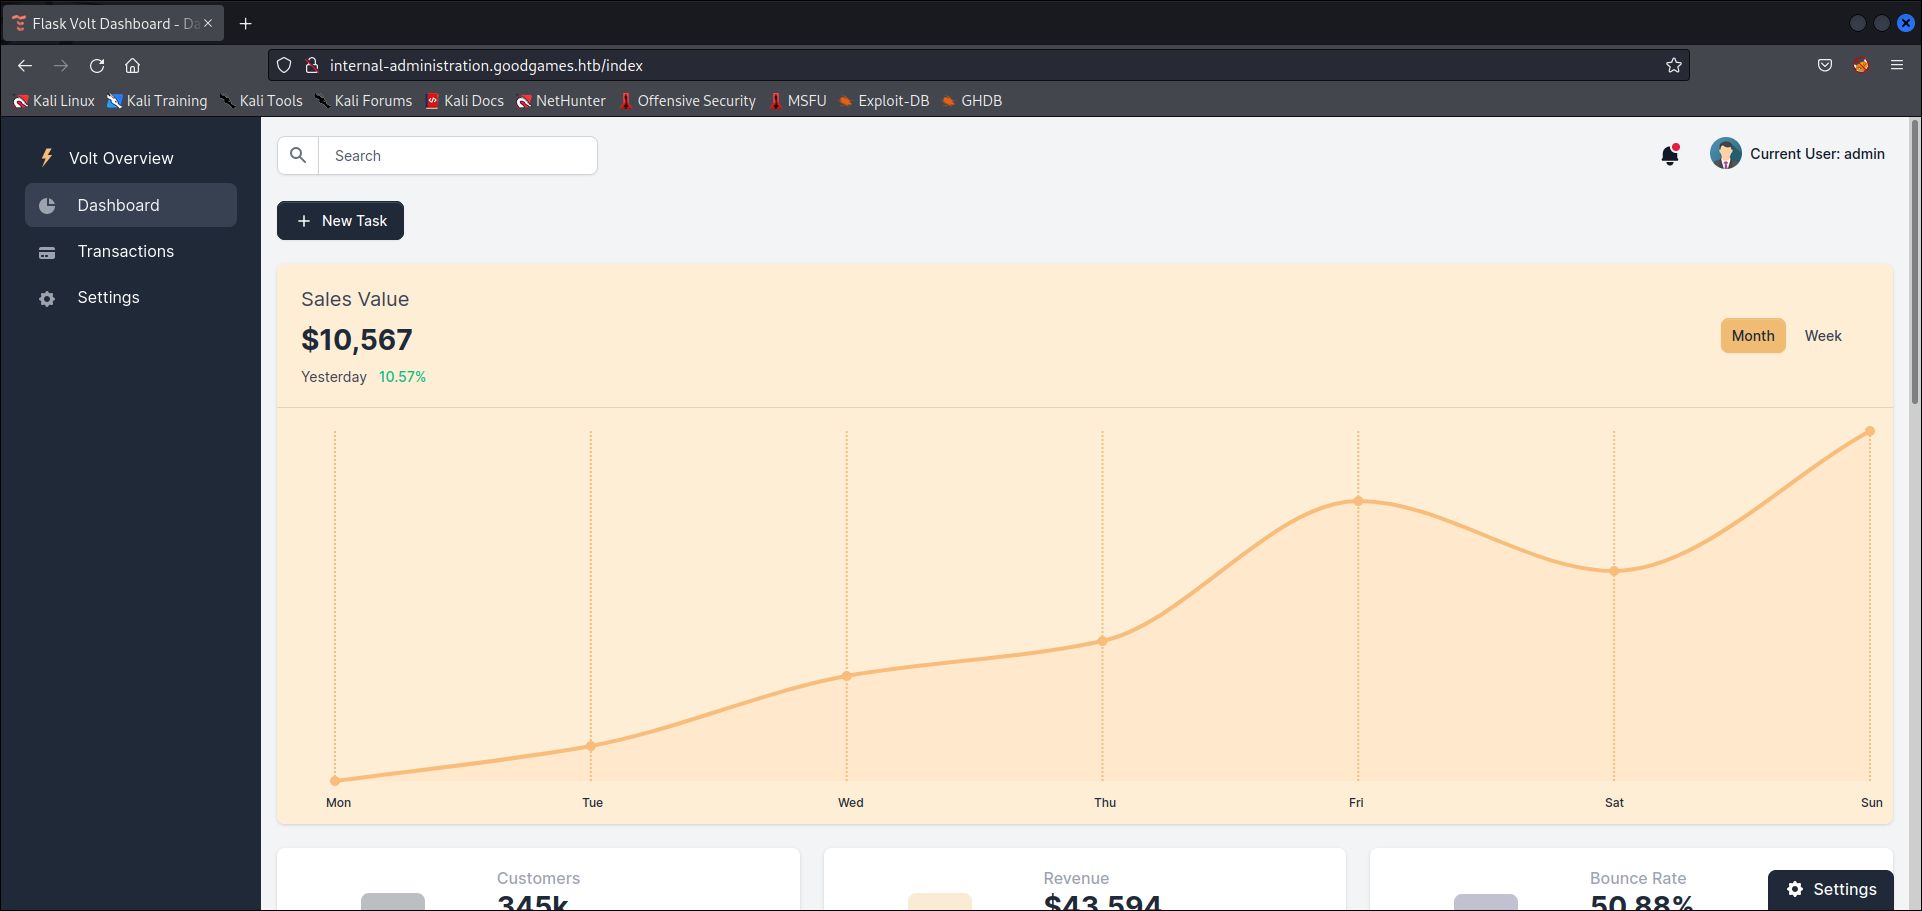 Flask Volt Dashboard - Da
internal-administration.goodgames.htb/index
Kali Linux Kali Training Kali Tools Kali Forums Kali Docs NetHunter Offensive Security MSFU Exploit-DB GHDB
Volt Overview
Dashboard
Transactions
Settings
Search
Current User: admin
New Task
Sales Value
$10,567
Yesterday 10.57%
Month Week
Mon Tue Wed Thu Fri Sat Sun
Customers
345k
Revenue
$43,594
Bounce Rate
50.88%
Settings